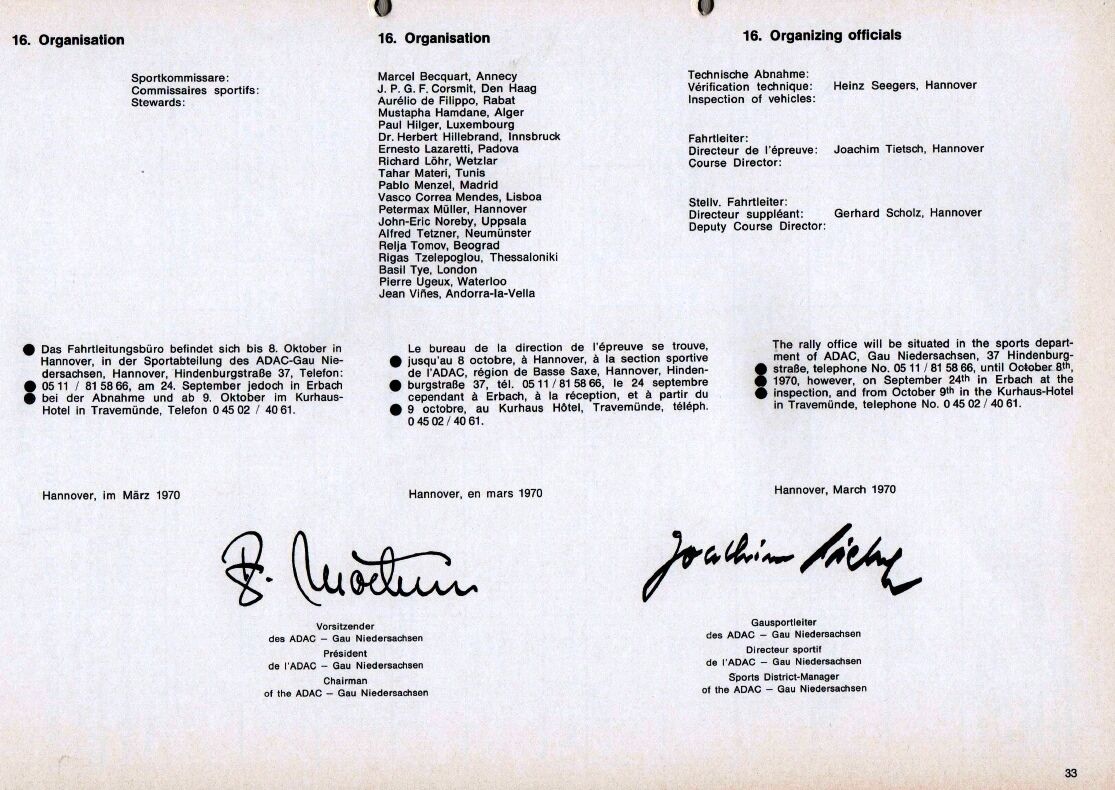 16. Organisation
Sportkommissare:
Commissaires sportifs:
Stewards:
16. Organisation
Marcel Becquart, Annecy
J. P. G. F. Corsmit, Den Haag
Aurélio de Filippo, Rabat
Mustapha Hamdane, Alger
Paul Hilger, Luxembourg
Dr. Herbert Hillebrand, Innsbruck
Ernesto Lazaretti, Padova
Richard Löhr, Wetzlar
Tahar Materi, Tunis
Pablo Menzel, Madrid
Vasco Correa Mendes, Lisboa
Petermax Müller, Hannover
John-Eric Noreby, Uppsala
Alfred Tetzner, Neumünster
Relja Tomov, Beograd
Rigas Tzelepoglou, Thessaloniki
Basil Tye, London
Pierre Ugeux, Waterloo
Jean Viñes, Andorra-la-Vella
16. Organizing officials
Technische Abnahme:
Vérification technique: Heinz Seegers, Hannover
Inspection of vehicles:
Fahrtleiter:
Directeur de l'épreuve: Joachim Tietsch, Hannover
Course Director:
Stellv. Fahrtleiter:
Directeur suppléant: Gerhard Scholz, Hannover
Deputy Course Director:
● Das Fahrtleitungsbüro befindet sich bis 8. Oktober in
Hannover, in der Sportabteilung des ADAC-Gau Nie-
dersachsen, Hannover, Hindenburgstraße 37, Telefon:
● 05 11 / 81 58 66, am 24. September jedoch in Erbach
● bei der Abnahme und ab 9. Oktober im Kurhaus-
Hotel in Travemünde, Telefon 0 45 02 / 40 61.
Le bureau de la direction de l'épreuve se trouve,
● jusqu'au 8 octobre, à Hannover, à la section sportive
de l'ADAC, région de Basse Saxe, Hannover, Hinden-
● burgstraße 37, tél. 05 11 / 81 58 66, le 24 septembre
cependant à Erbach, à la réception, et à partir du
● 9 octobre, au Kurhaus Hôtel, Travemünde, téléph.
0 45 02 / 40 61.
The rally office will be situated in the sports depart-
ment of ADAC, Gau Niedersachsen, 37 Hindenburg-
● straße, telephone No. 05 11 / 81 58 66, until October 8th,
● 1970, however, on September 24th in Erbach at the
● inspection, and from October 9th in the Kurhaus-Hotel
in Travemünde, telephone No. 0 45 02 / 40 61.
Hannover, im März 1970
Hannover, en mars 1970
Hannover, March 1970
Vorsitzender
des ADAC – Gau Niedersachsen
Président
de l'ADAC – Gau Niedersachsen
Chairman
of the ADAC – Gau Niedersachsen
Joachim
Gausportleiter
des ADAC – Gau Niedersachsen
Directeur sportif
de l'ADAC – Gau Niedersachsen
Sports District-Manager
of the ADAC – Gau Niedersachsen
33